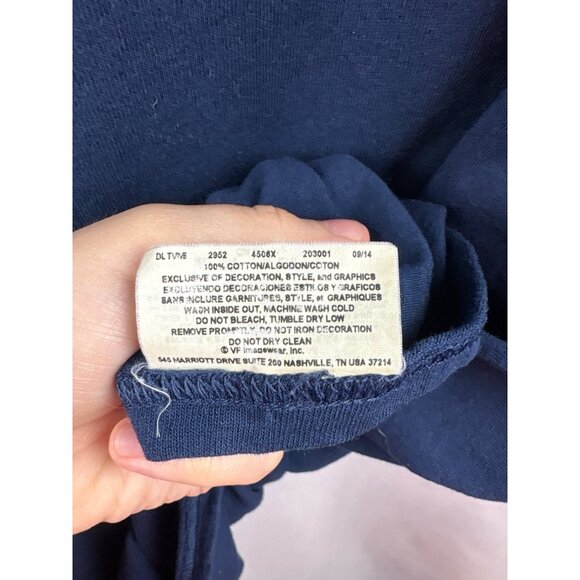 DL TV/VE 2952 4506X 203001 09/14
100% COTTON/ALGODON/COTON
EXCLUSIVE OF DECORATION, STYLE, and GRAPHICS
EXCLUYENDO DECORACIONES ESTILOS Y GRAFICOS
SANS INCLURE GARNITURES, STYLE, et GRAPHIQUES
WASH INSIDE OUT, MACHINE WASH COLD
DO NOT BLEACH, TUMBLE DRY LOW
REMOVE PROMPTLY, DO NOT IRON DECORATION
DO NOT DRY CLEAN
© VF Imagewear, Inc.
545 MARRIOTT DRIVE SUITE 200 NASHVILLE, TN USA 37214